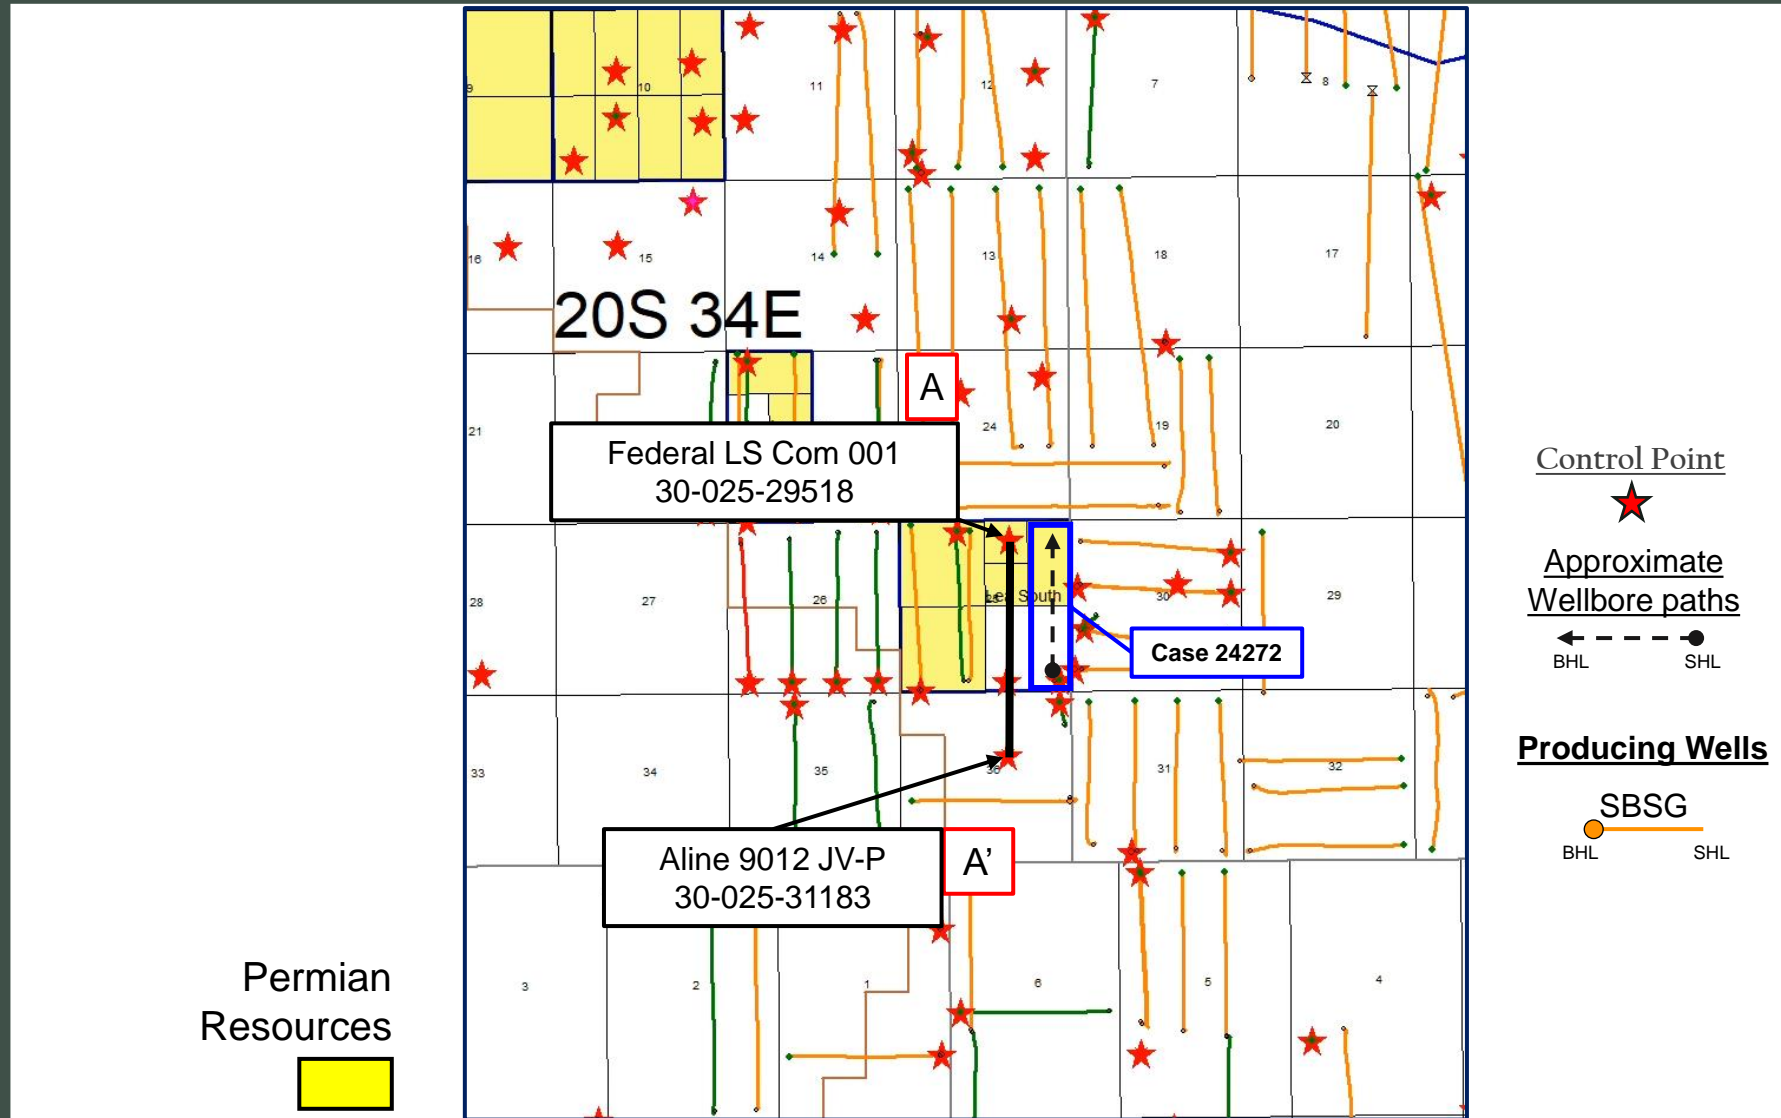 9
10
11
12
7
8
16
15
14
13
18
17
20S 34E
A
21
24
19
20
Federal LS Com 001
30-025-29518
28
27
26
Lea South
30
29
Case 24272
33
34
35
36
31
32
Aline 9012 JV-P
30-025-31183
A’
3
2
1
6
5
4
Permian
Resources
Control Point
Approximate
Wellbore paths
BHL SHL
Producing Wells
SBSG
BHL SHL